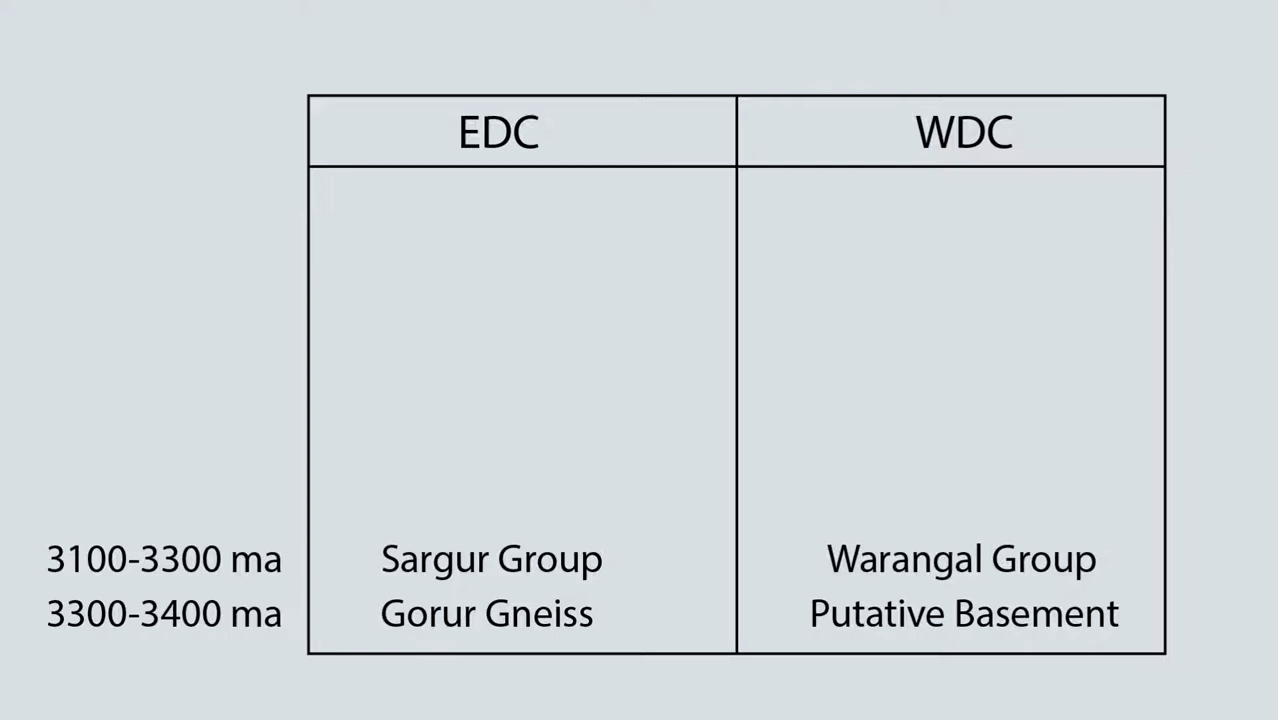 EDC WDC
3100-3300 ma Sargur Group Warangal Group
3300-3400 ma Gorur Gneiss Putative Basement